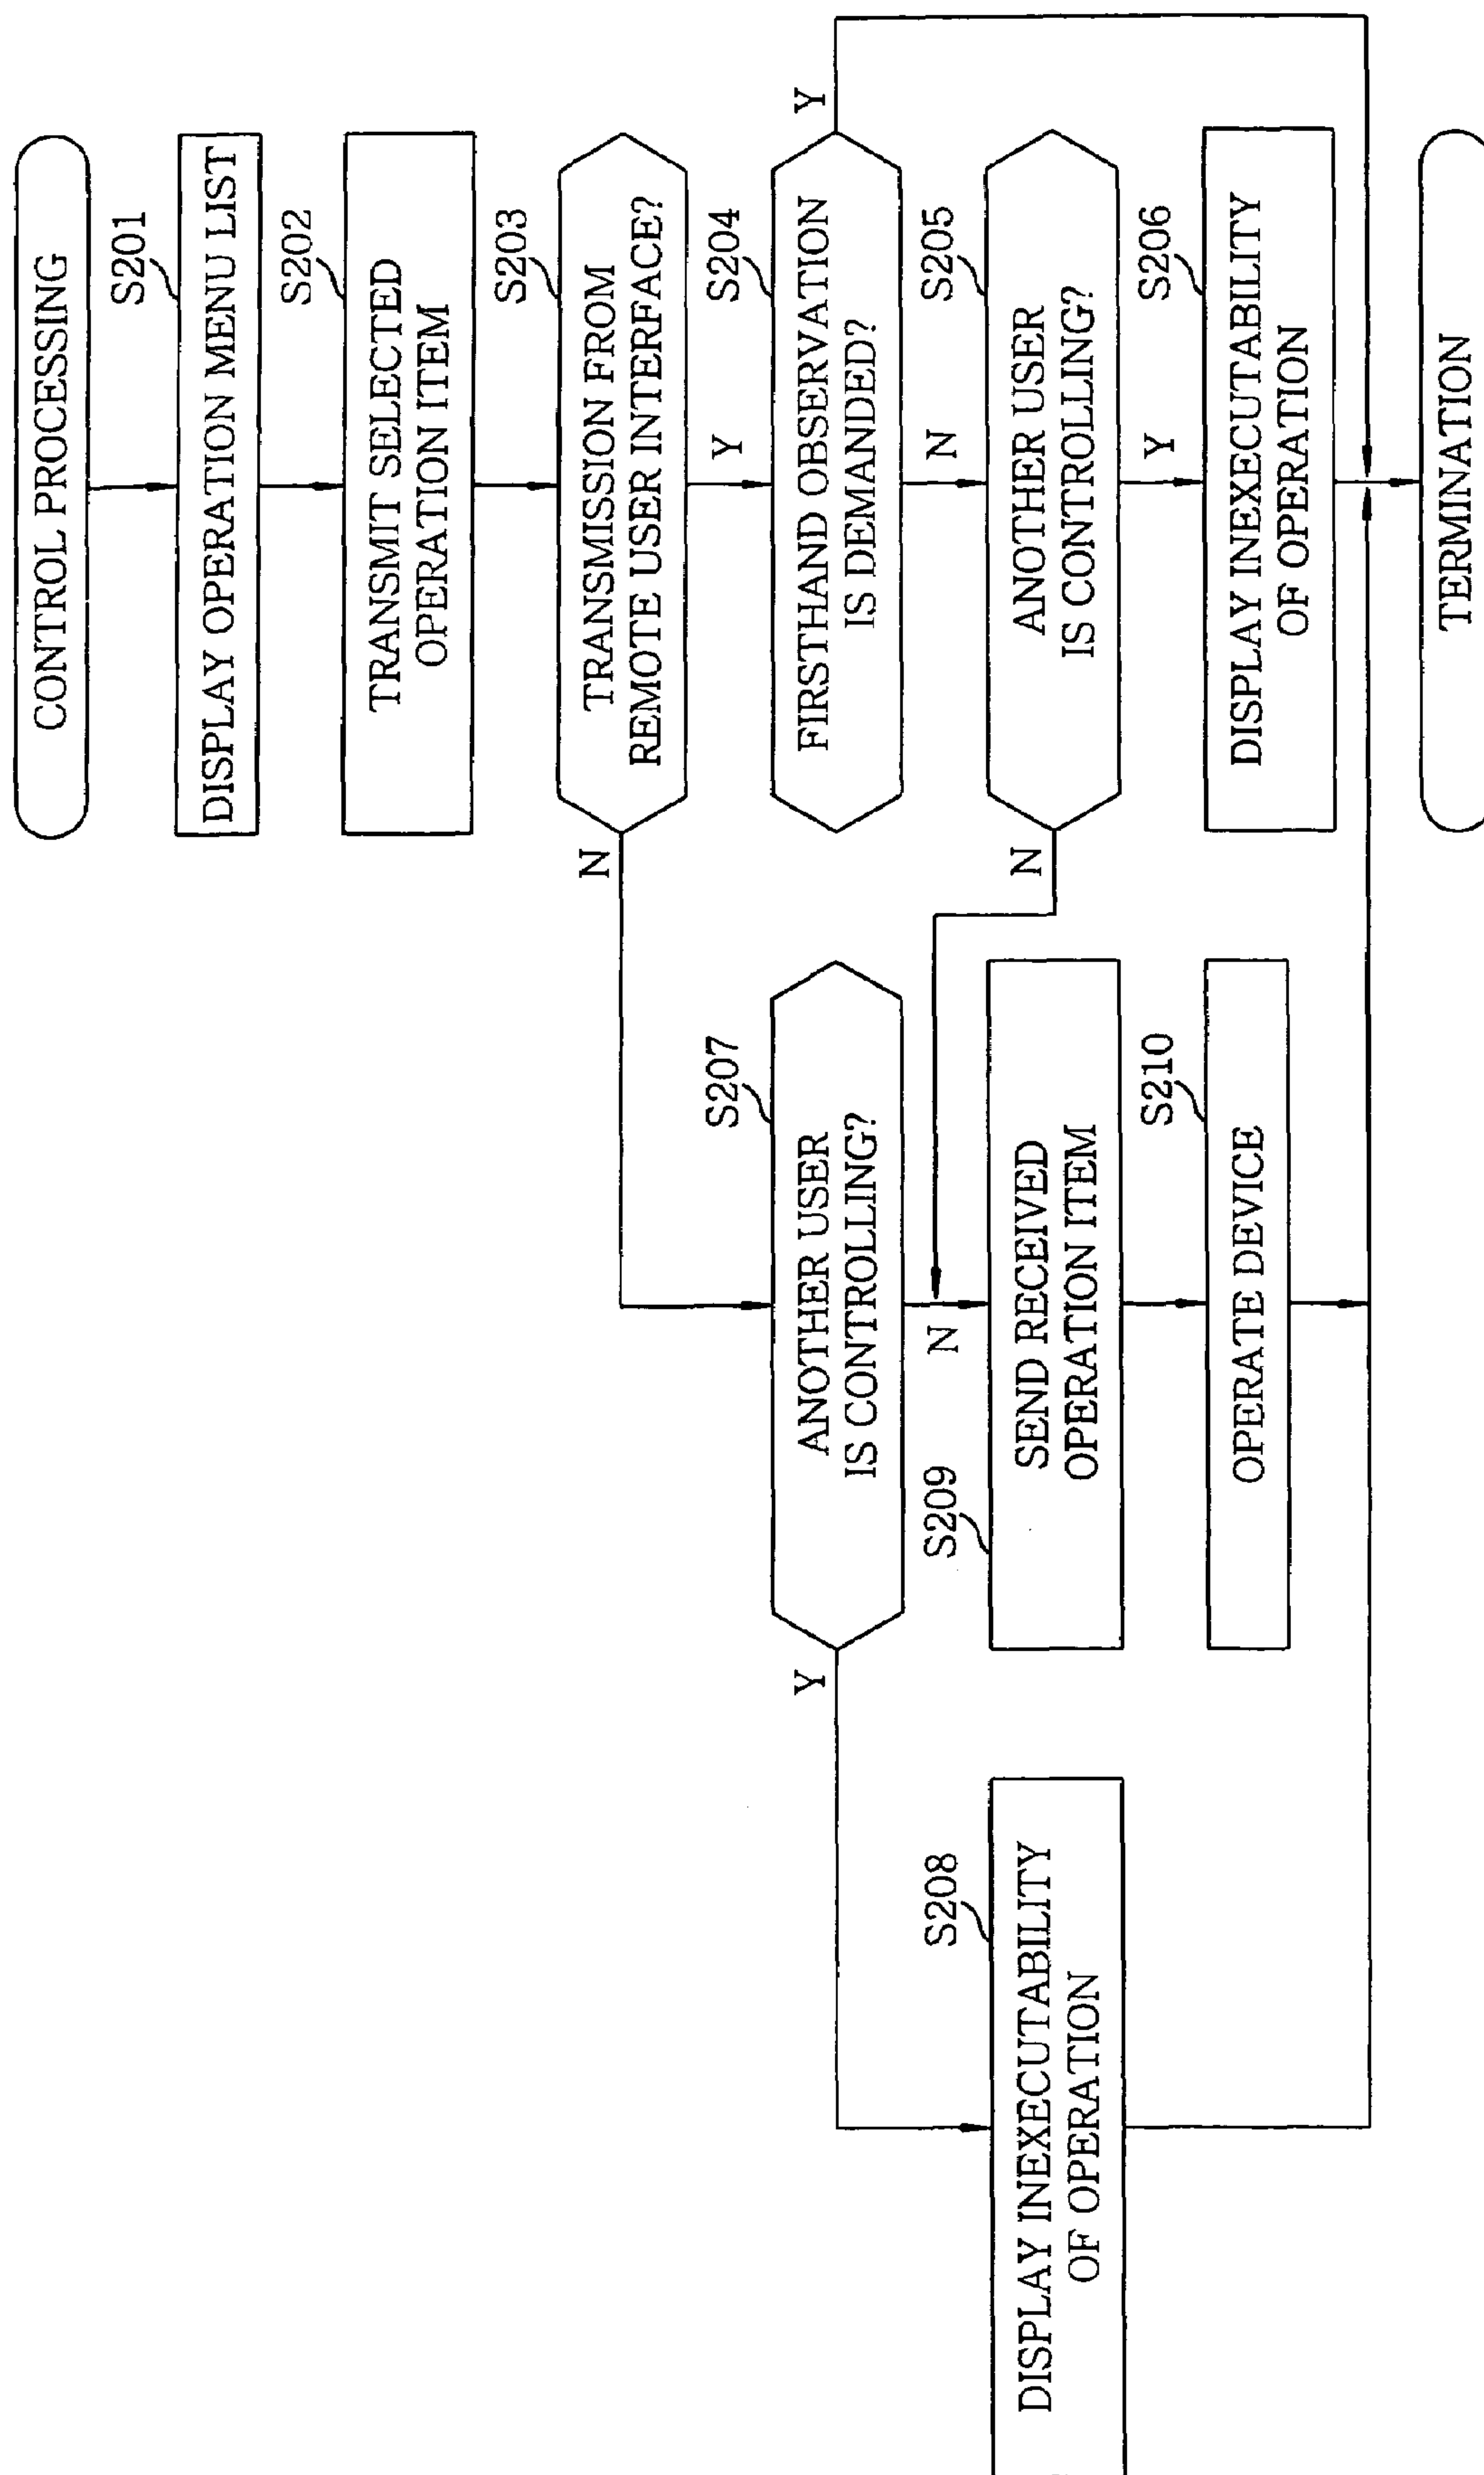 CONTROL PROCESSING
S201
DISPLAY OPERATION MENU LIST
S202
TRANSMIT SELECTED
OPERATION ITEM
S203
TRANSMISSION FROM
REMOTE USER INTERFACE?
N
Y
S204
FIRSTHAND OBSERVATION
IS DEMANDED?
Y
N
S205
ANOTHER USER
IS CONTROLLING?
N
Y
S206
DISPLAY INEXECUTABILITY
OF OPERATION
S207
ANOTHER USER
IS CONTROLLING?
Y
N
S208
DISPLAY INEXECUTABILITY
OF OPERATION
S209
SEND RECEIVED
OPERATION ITEM
S210
OPERATE DEVICE
TERMINATION